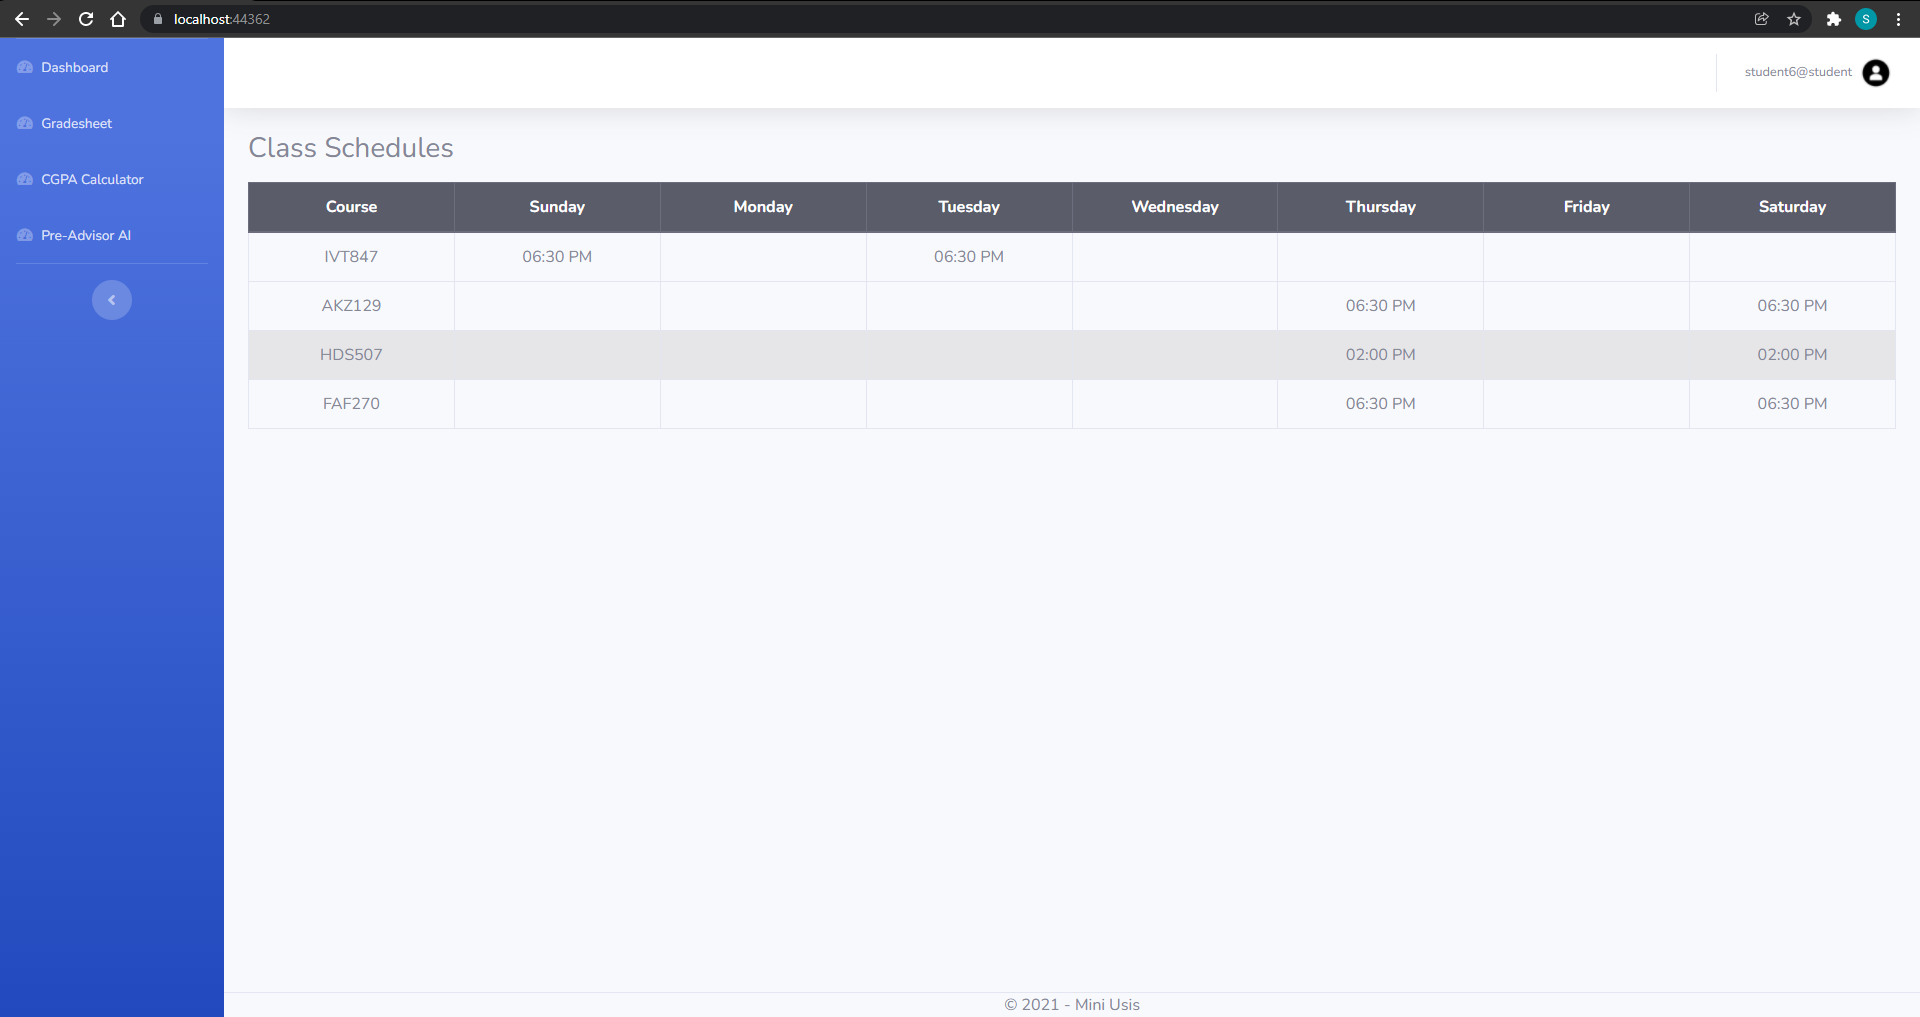 localhost:44362
S
Dashboard
Gradesheet
CGPA Calculator
Pre-Advisor AI
student6@student
Class Schedules
Course Sunday Monday Tuesday Wednesday Thursday Friday Saturday
IVT847 06:30 PM 06:30 PM
AKZ129 06:30 PM 06:30 PM
HDS507 02:00 PM 02:00 PM
FAF270 06:30 PM 06:30 PM
© 2021 - Mini Usis